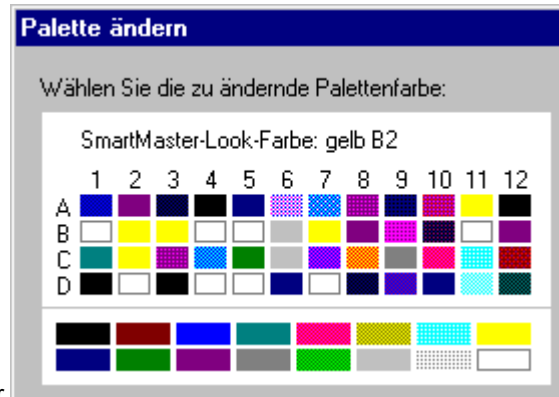 Palette ändern
Wählen Sie die zu ändernde Palettenfarbe:
SmartMaster-Look-Farbe: gelb B2
1 2 3 4 5 6 7 8 9 10 11 12
A
B
C
D
r